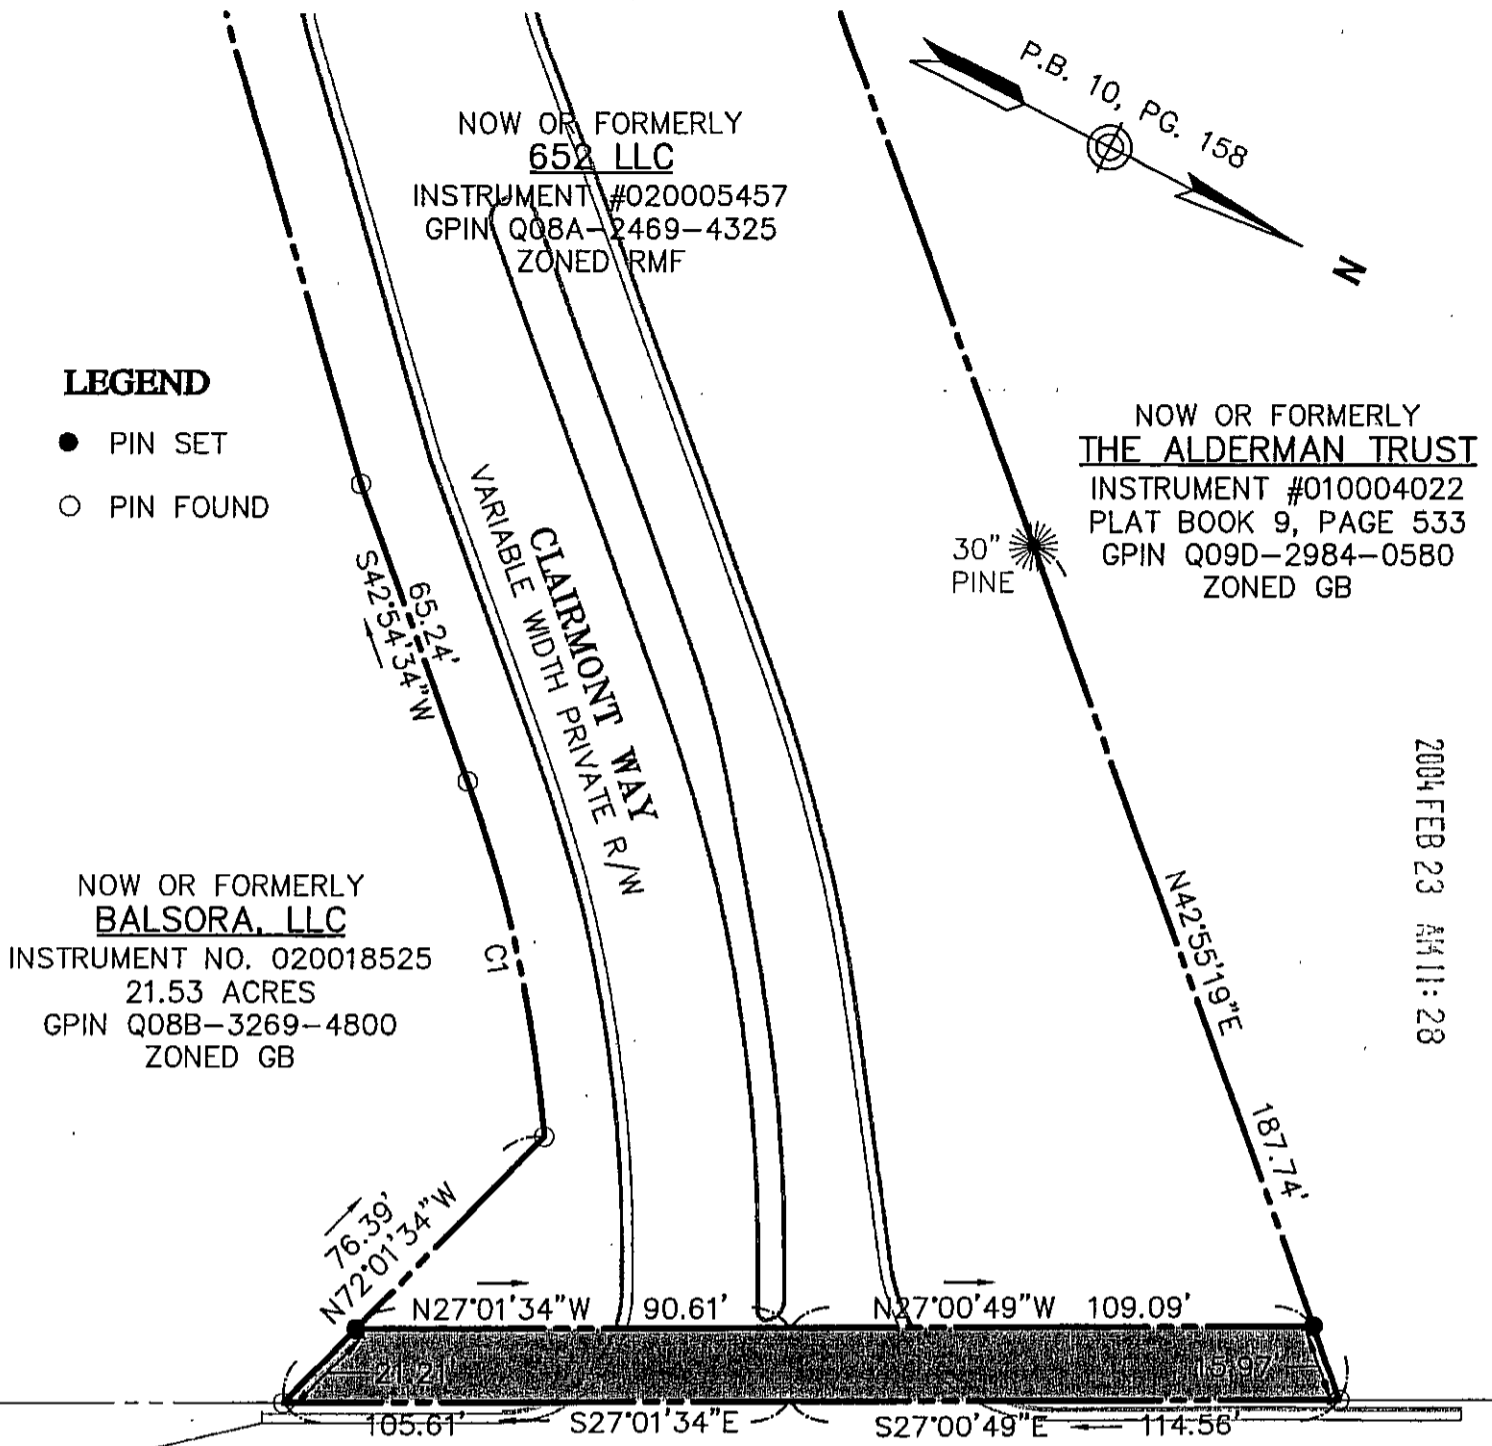 P.B. 10, PG. 158
N
NOW OR FORMERLY
652 LLC
INSTRUMENT #020005457
GPIN Q08A-2469-4325
ZONED RMF
LEGEND
PIN SET
PIN FOUND
NOW OR FORMERLY
THE ALDERMAN TRUST
INSTRUMENT #010004022
PLAT BOOK 9, PAGE 533
GPIN Q09D-2984-0580
ZONED GB
30"
PINE
65.24'
S42°54'34"W
CLAIRMONT WAY
VARIABLE WIDTH PRIVATE R/W
2004 FEB 23 AM 11: 28
NOW OR FORMERLY
BALSORA, LLC
INSTRUMENT NO. 020018525
21.53 ACRES
GPIN Q08B-3269-4800
ZONED GB
C1
N42°55'19"E
187.74'
76.39'
N72°01'34"W
N27°01'34"W 90.61'
N27°00'49"W 109.09'
21.21'
15.97'
105.61' S27°01'34"E
S27°00'49"E 114.56'